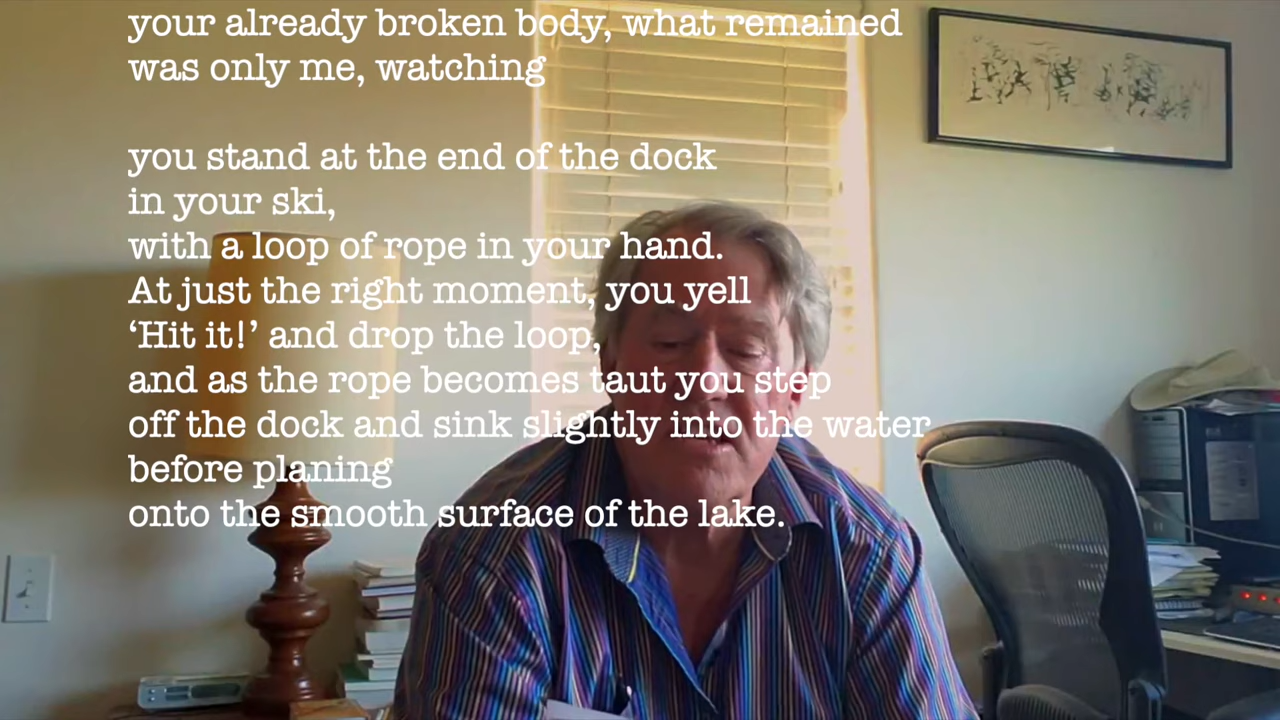 your already broken body, what remained
was only me, watching
you stand at the end of the dock
in your ski,
with a loop of rope in your hand.
At just the right moment, you yell
‘Hit it!’ and drop the loop,
and as the rope becomes taut you step
off the dock and sink slightly into the water
before planing
onto the smooth surface of the lake.